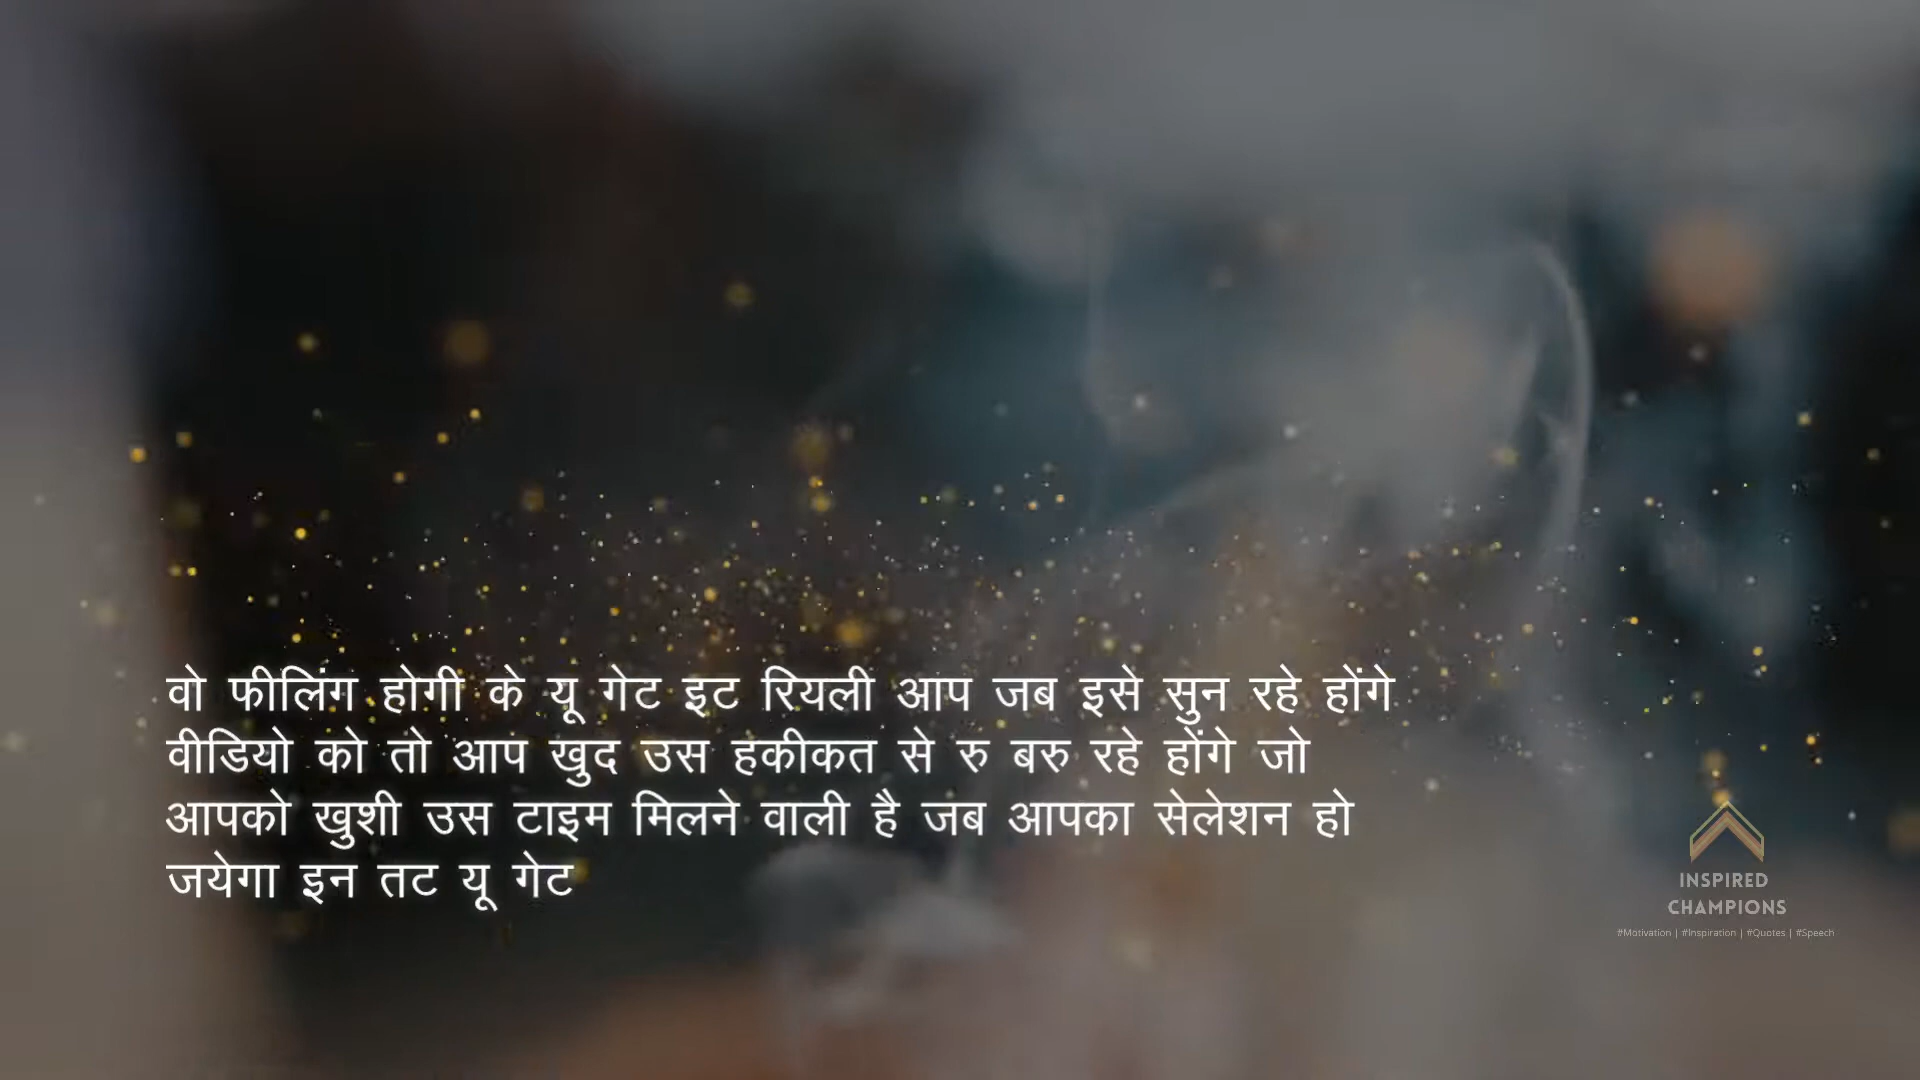 वो फीलिंग होगी के यू गेट इट रियली आप जब इसे सुन रहे होंगे
वीडियो को तो आप खुद उस हकीकत से रु बरु रहे होंगे जो
आपको खुशी उस टाइम मिलने वाली है जब आपका सेलेशन हो
जयेगा इन तट यू गेट
INSPIRED
CHAMPIONS
#Motivation | #Inspiration | #Quotes | #Speech